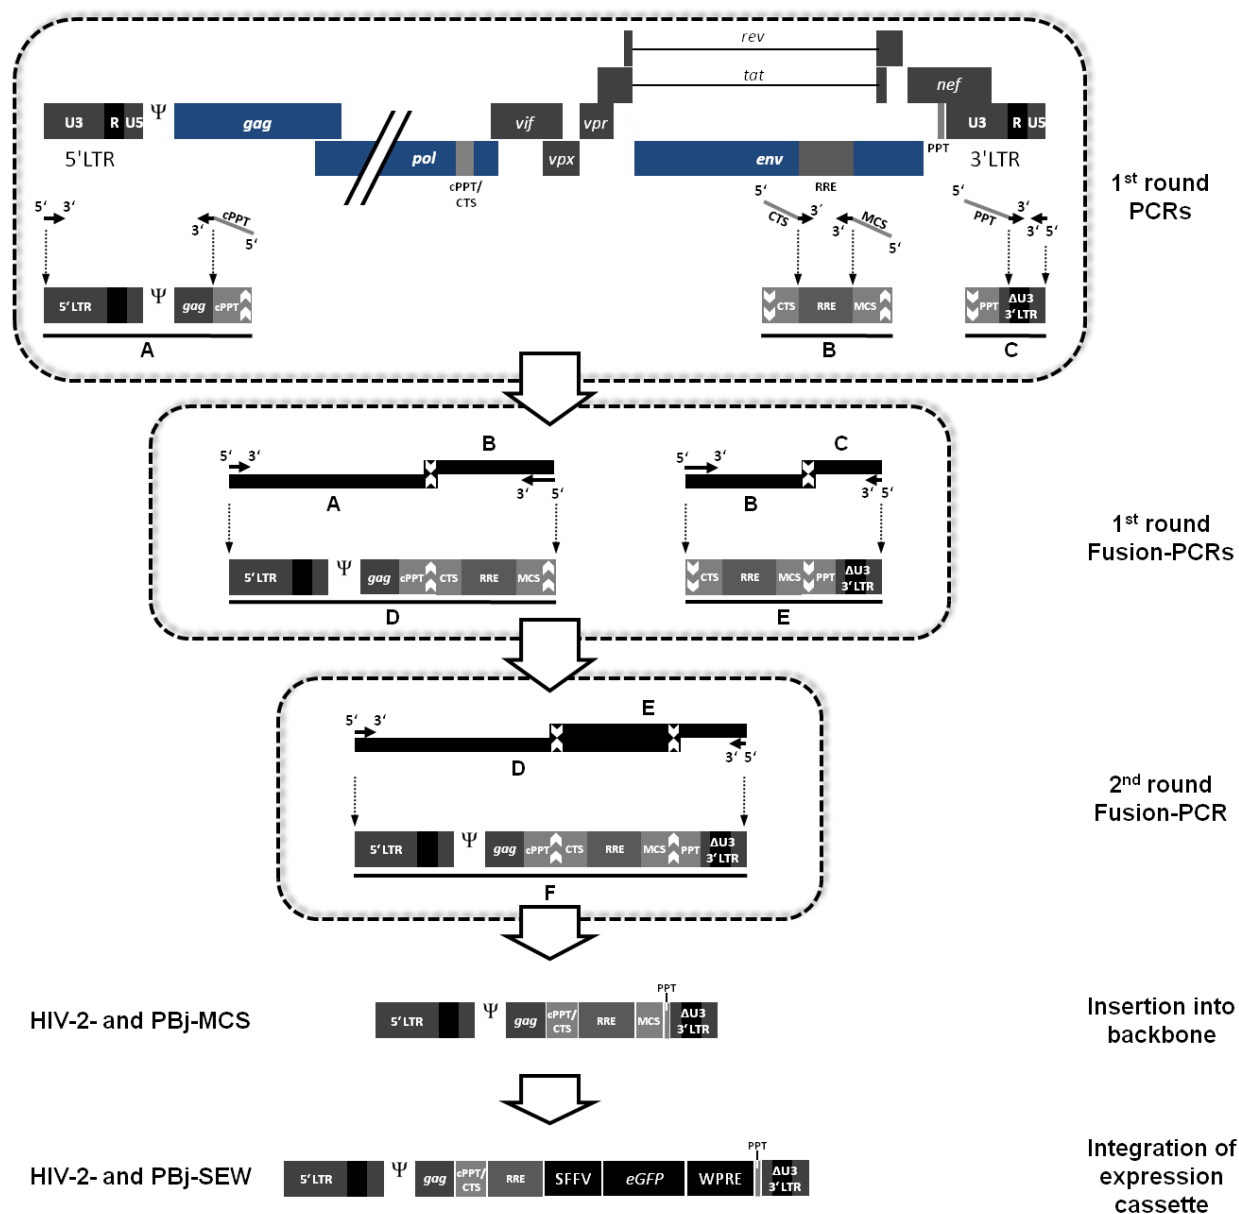 rev
tat
nef
U3 R U5 Ψ gag vif vpr U3 R U5
5'LTR pol vpx env PPT 3'LTR
cPPT/
CTS
RRE
1st round
PCRs
5‘ 3‘ 3‘ cPPT 5‘
5‘ CTS 3´ 3‘ MCS 5‘
5‘ PPT 3‘ 3‘ 5‘
5‘ LTR Ψ gag cPPT
CTS RRE MCS
PPT ΔU3
3‘ LTR
A B C
B C
5‘ 3‘ 3‘ 5‘
5‘ 3‘ 3‘ 5‘
A B
1st round
Fusion-PCRs
5‘ LTR Ψ gag cPPT CTS RRE MCS
CTS RRE MCS PPT ΔU3
3‘ LTR
D E
E
5‘ 3‘ 3‘ 5‘
D
2nd round
Fusion-PCR
5‘ LTR Ψ gag cPPT CTS RRE MCS PPT ΔU3
3‘ LTR
F
PPT
HIV-2- and PBj-MCS
5‘ LTR Ψ gag cPPT/
CTS
RRE MCS ΔU3
3‘ LTR
Insertion into
backbone
PPT
HIV-2- and PBj-SEW
5‘ LTR Ψ gag cPPT/
CTS
RRE SFFV eGFP WPRE ΔU3
3‘ LTR
Integration of
expression
cassette